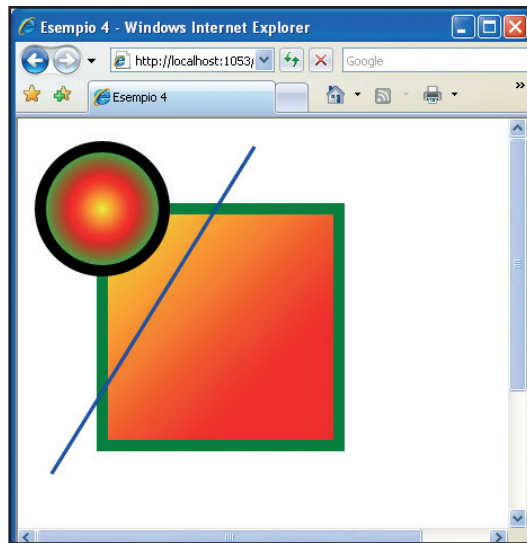 Esempio 4 - Windows Internet Explorer
http://localhost:1053/
Google
Esempio 4
»